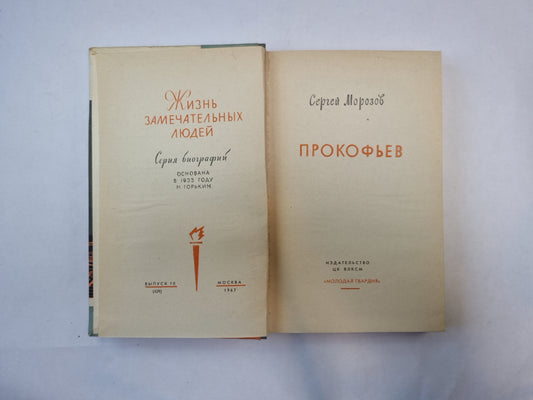 Жизнь
ЗАМЕЧАТЕЛЬНЫХ
ЛЮДЕЙ
Серия биографий
ОСНОВАНА
В 1933 ГОДУ
М. ГОРЬКИМ
ВЫПУСК 10
МОСКВА
1967
Сергей Морозов
ПРОКОФЬЕВ
ИЗДАТЕЛЬСТВО
ЦК ВЛКСМ
«МОЛОДАЯ ГВАРДИЯ»